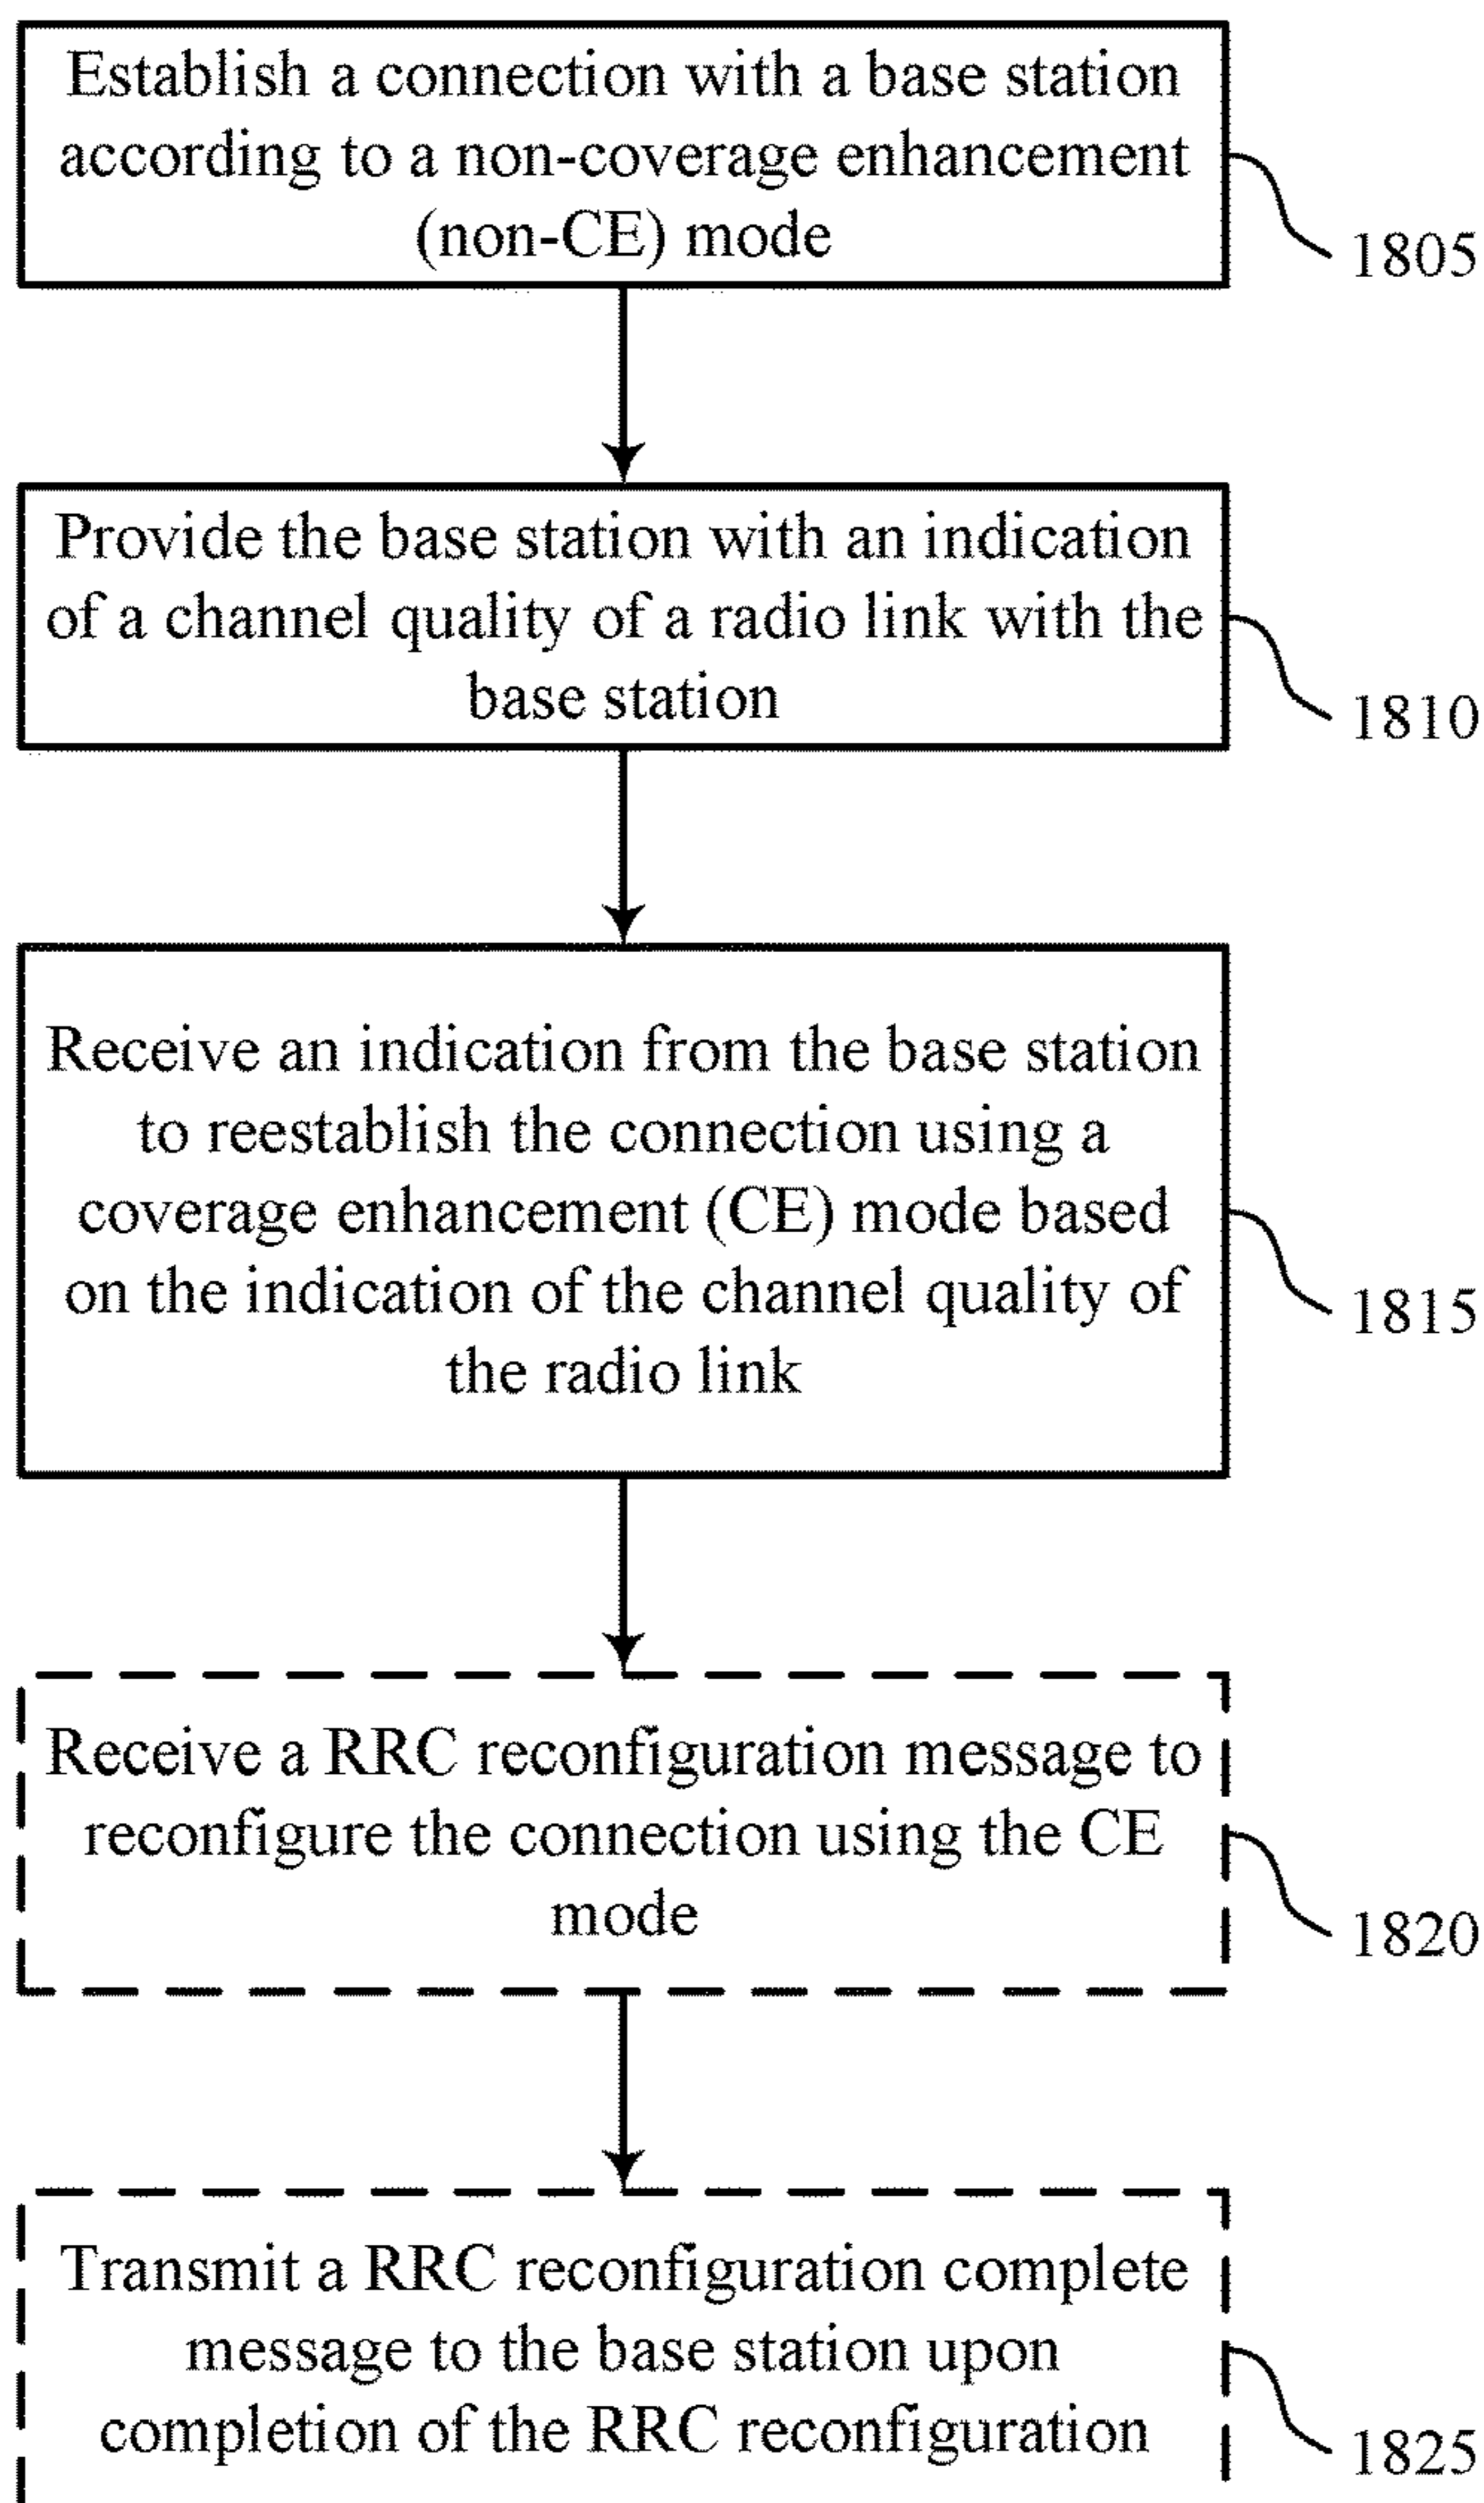 Establish a connection with a base station
according to a non-coverage enhancement
(non-CE) mode
1805
Provide the base station with an indication
of a channel quality of a radio link with the
base station
1810
Receive an indication from the base station
to reestablish the connection using a
coverage enhancement (CE) mode based
on the indication of the channel quality of
the radio link
1815
Receive a RRC reconfiguration message to
reconfigure the connection using the CE
mode
1820
Transmit a RRC reconfiguration complete
message to the base station upon
completion of the RRC reconfiguration
1825